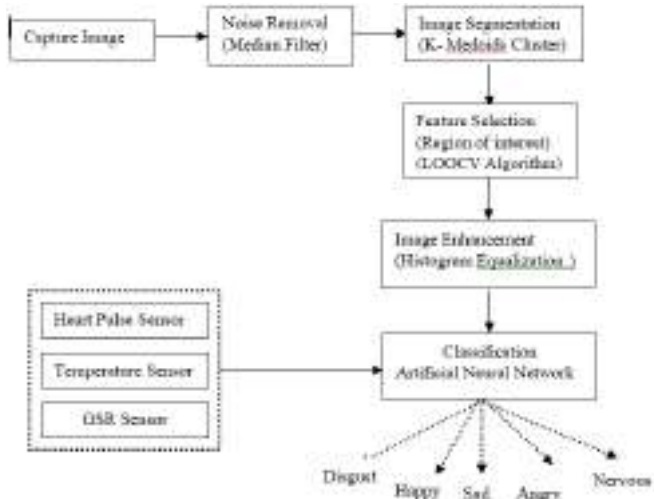 Capture Image
Noise Removal
(Median Filter)
Image Segmentation
(K- Medoids Cluster)
Feature Selection
(Region of interest)
(LOOCV Algorithm)
Image Enhancement
(Histogram Equalization )
Heart Pulse Sensor
Temperature Sensor
GSR Sensor
Classification
Artificial Neural Network
Disgust
Happy
Sad
Angry
Nervous